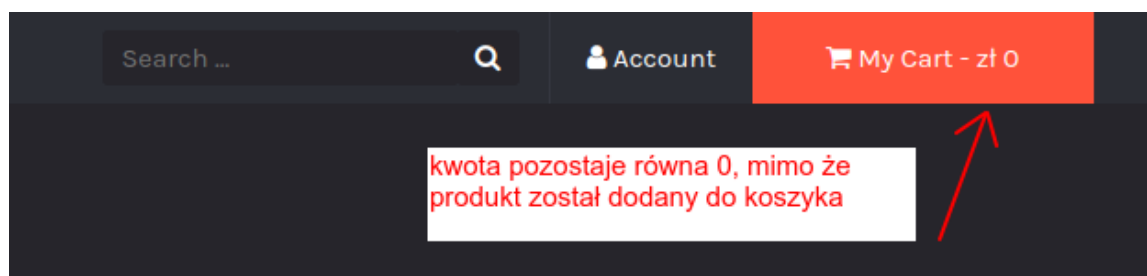 Search ...
Account
My Cart - zł 0
kwota pozostaje równa 0, mimo że
produkt został dodany do koszyka